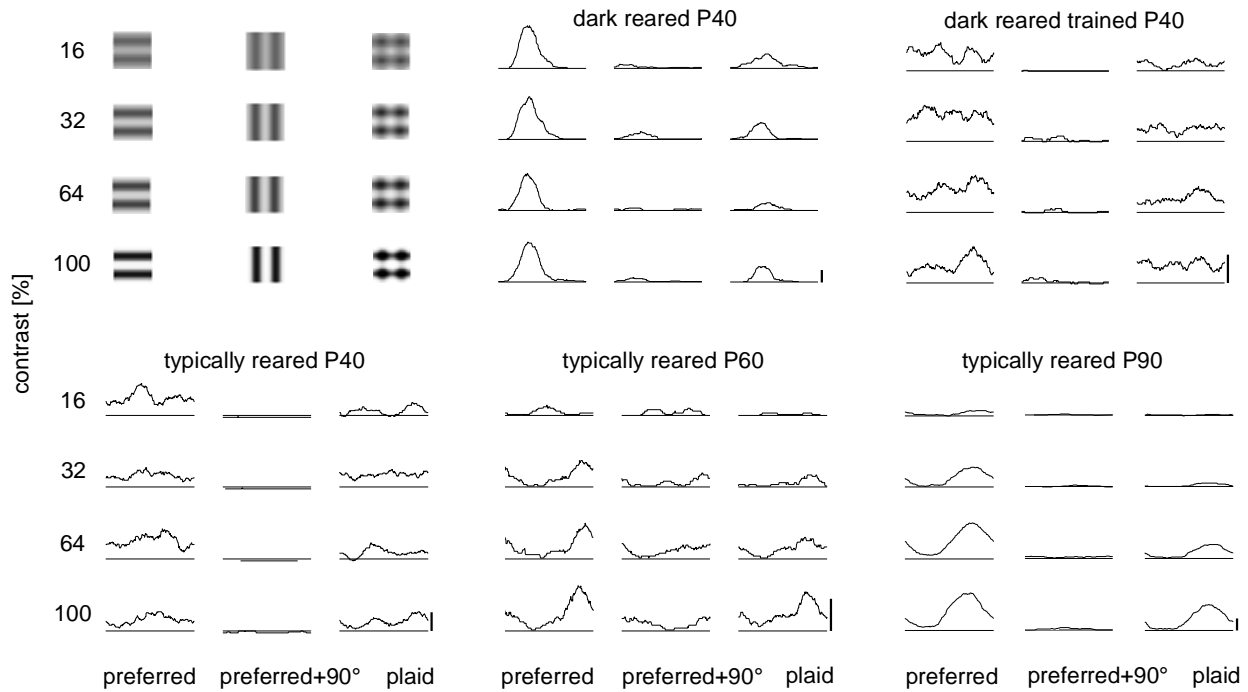 dark reared P40
dark reared trained P40
16
32
64
100
contrast [%]
typically reared P40
typically reared P60
typically reared P90
16
32
64
100
preferred preferred+90° plaid
preferred preferred+90° plaid
preferred preferred+90° plaid